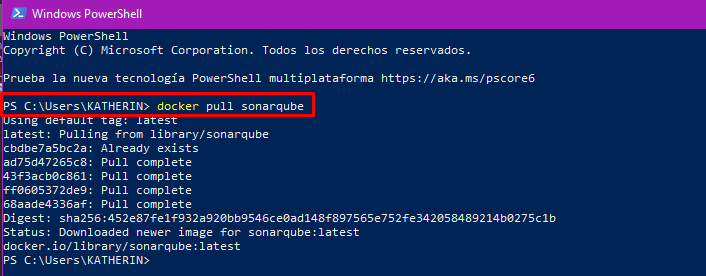 Windows PowerShell
Windows PowerShell
Copyright (C) Microsoft Corporation. Todos los derechos reservados.
Prueba la nueva tecnología PowerShell multiplataforma https://aka.ms/pscore6
PS C:\Users\KATHERIN> docker pull sonarqube
Using default tag: latest
latest: Pulling from library/sonarqube
cbdbe7a5bc2a: Already exists
ad75d47265c8: Pull complete
43f3acb0c861: Pull complete
ff0605372de9: Pull complete
68aade4336af: Pull complete
Digest: sha256:452e87fe1f932a920bb9546ce0ad148f897565e752fe342058489214b0275c1b
Status: Downloaded newer image for sonarqube:latest
docker.io/library/sonarqube:latest
PS C:\Users\KATHERIN>